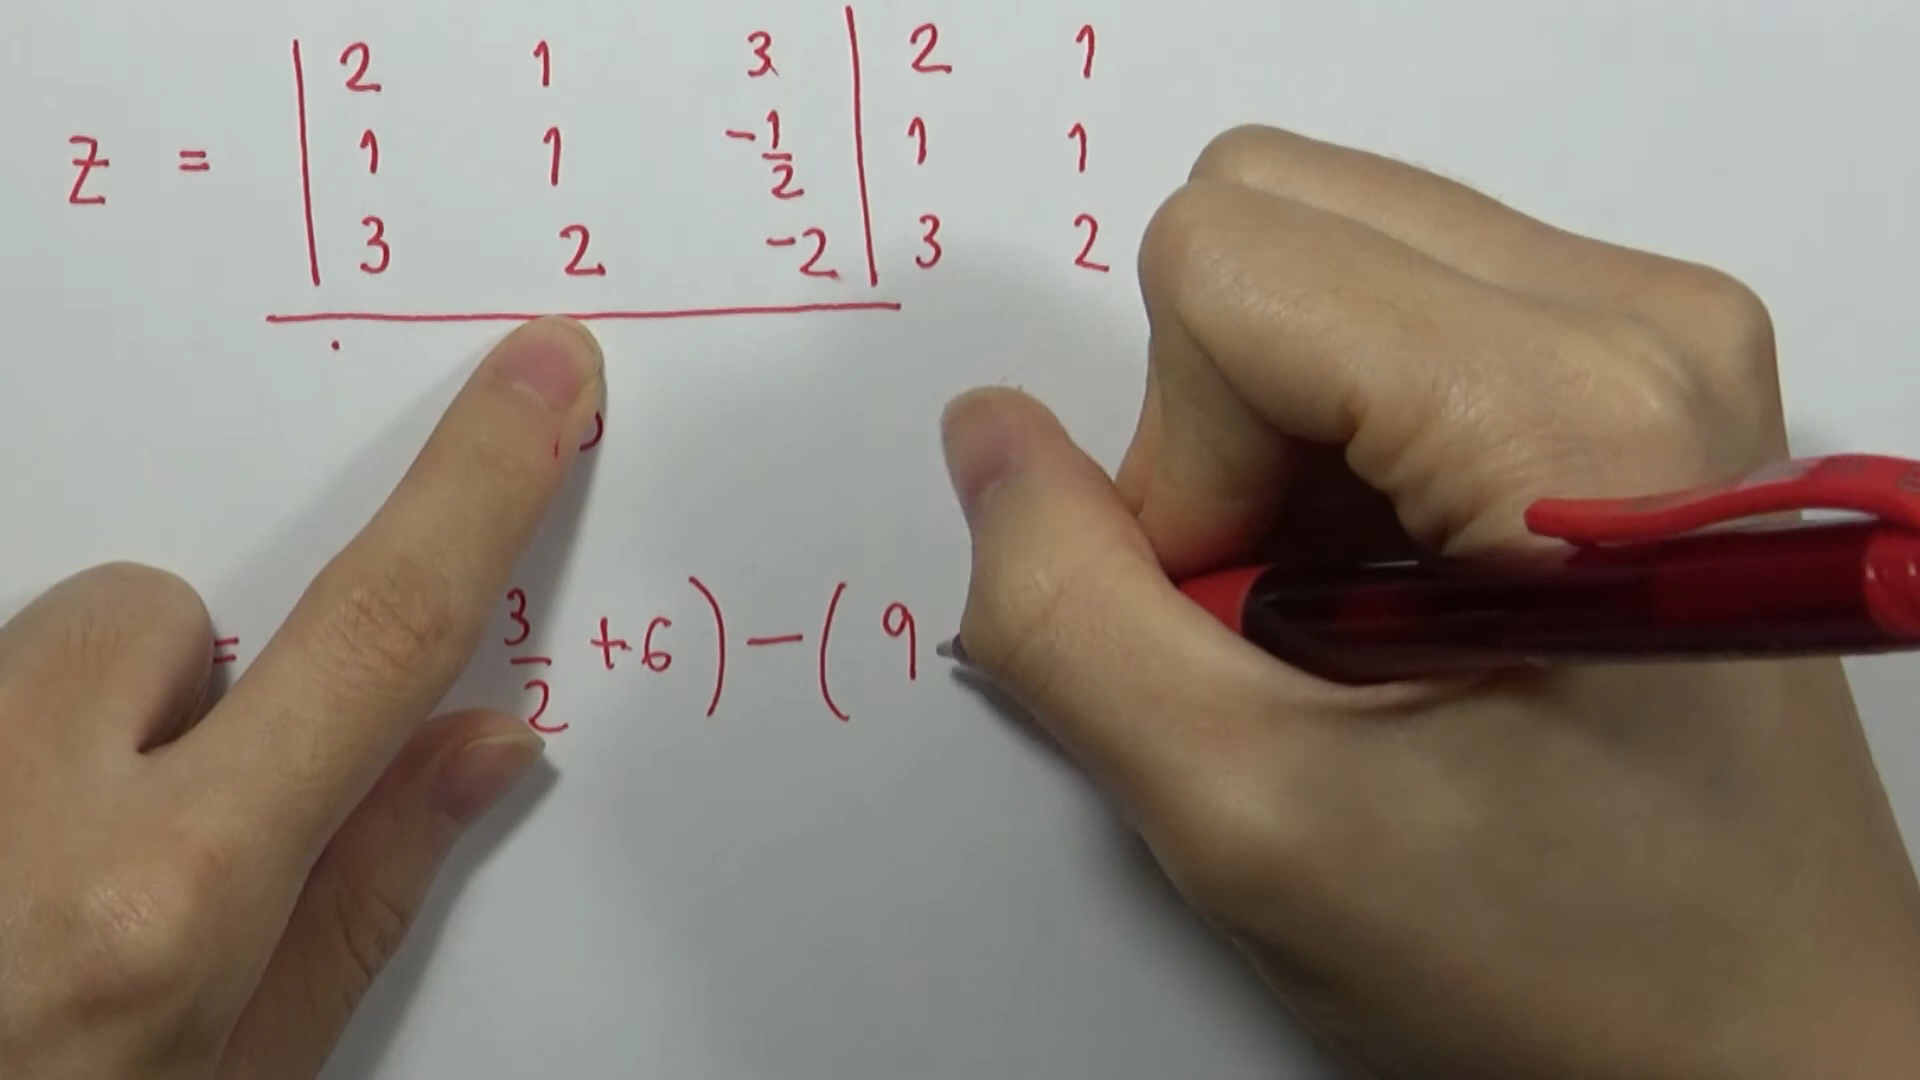 2 1 3 2 1
Z = 1 1 -1/2 1 1
3 2 -2 3 2
= 3/2 +6) - (9